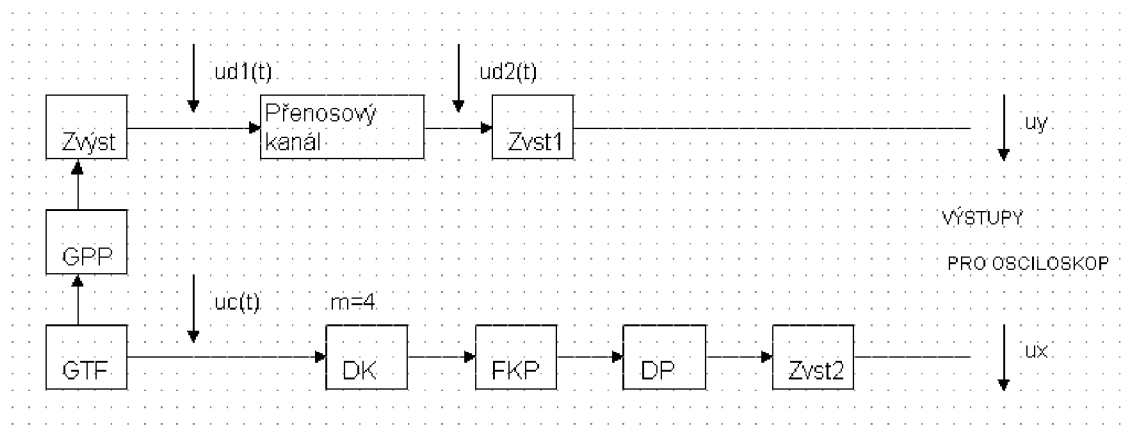 ud1(t)
ud2(t)
Zvýst
Přenosový
kanál
Zvst1
uy
GPP
VÝSTUPY
PRO OSCILOSKOP
uc(t)
m=4
GTF
DK
FKP
DP
Zvst2
ux